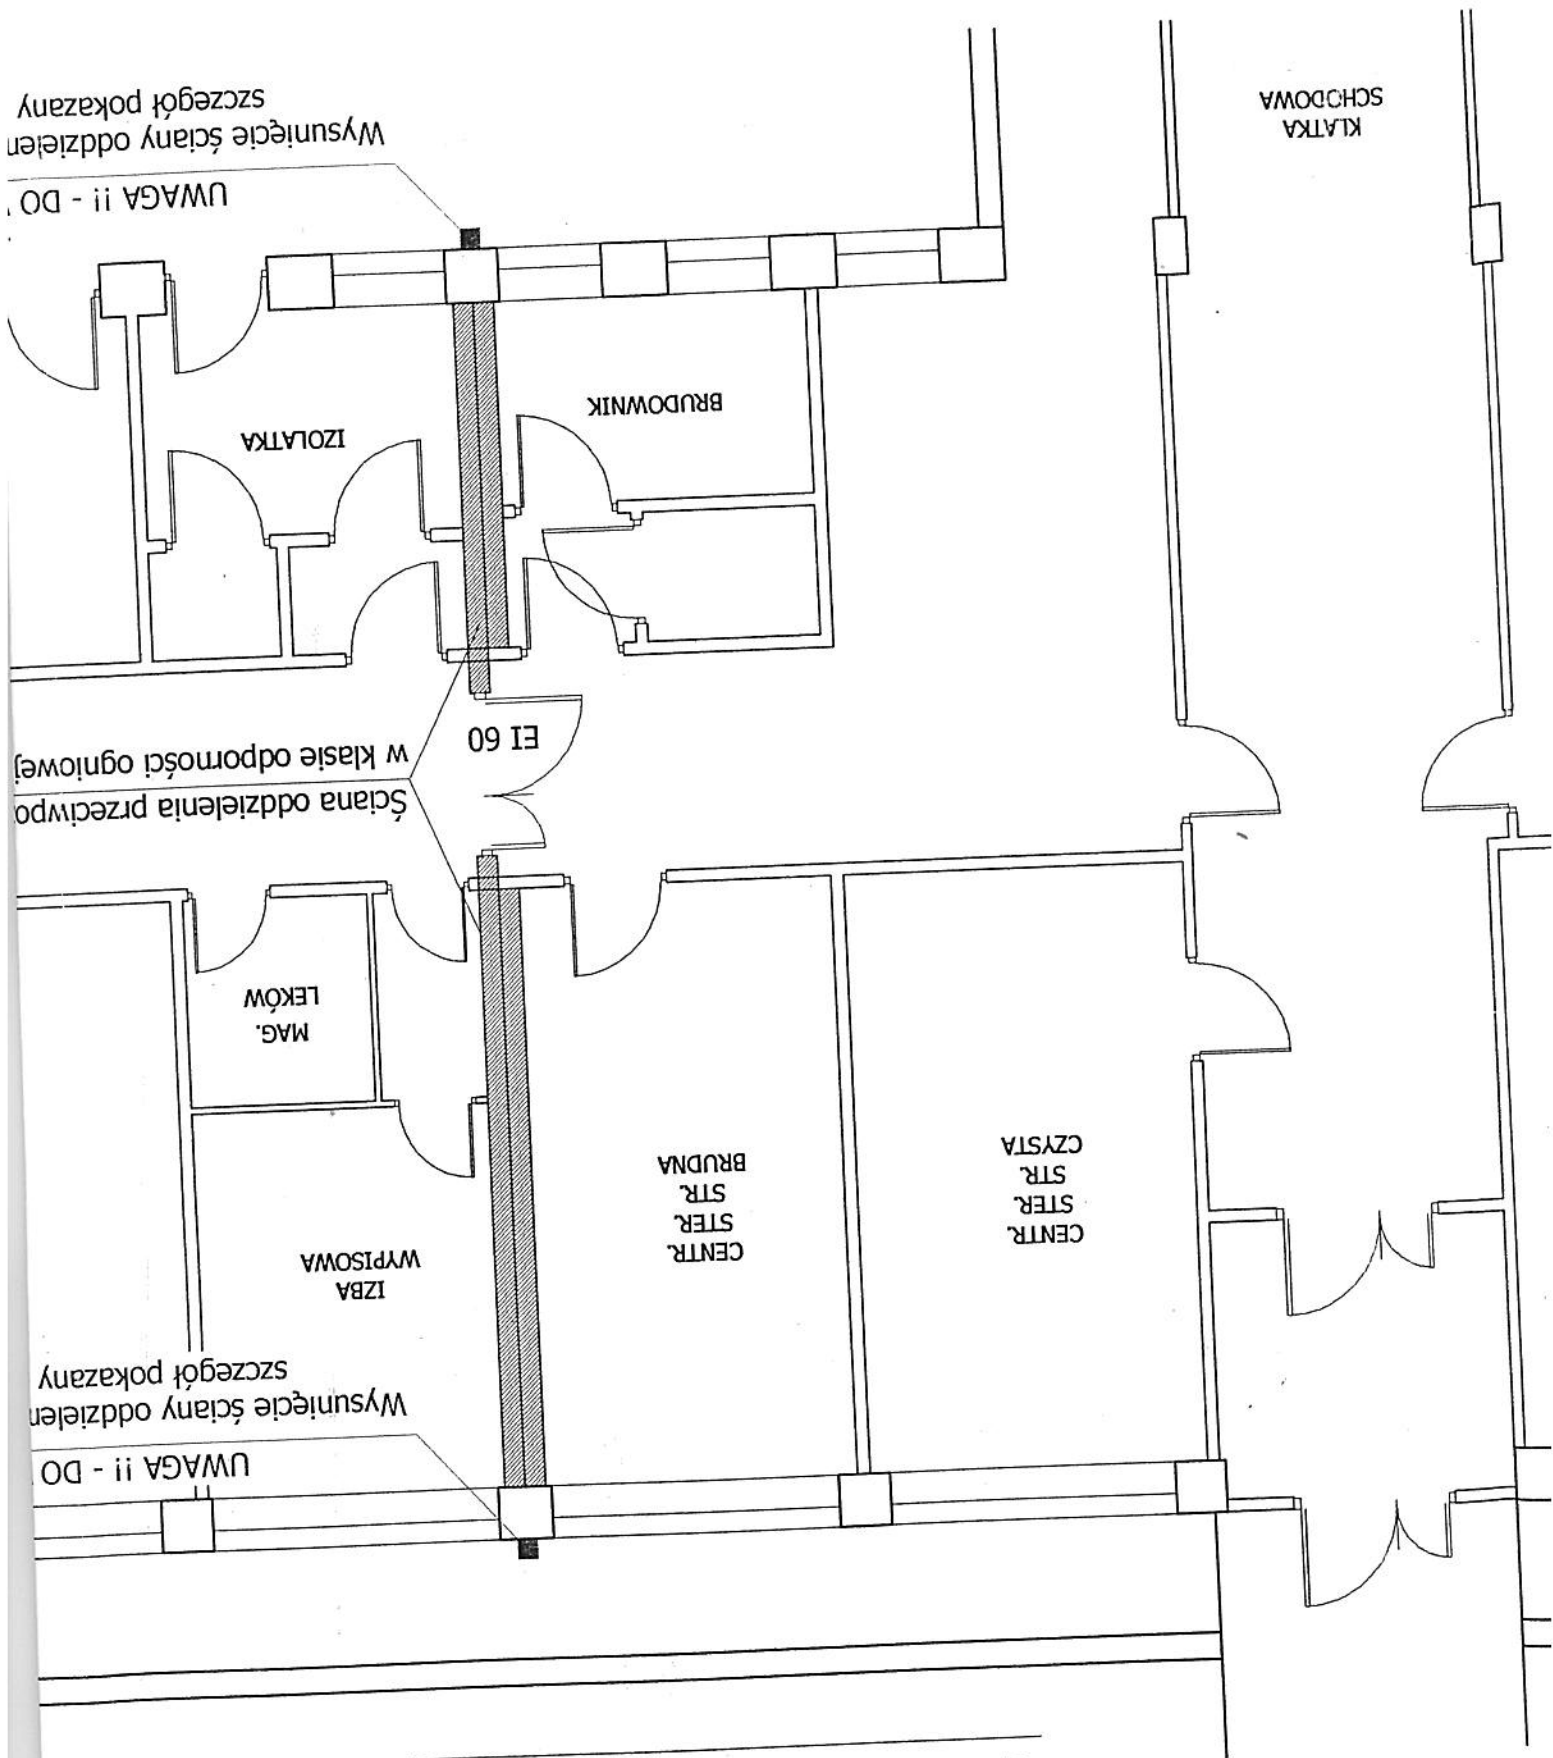 UWAGA !! - DO
Wysunięcie ściany oddzielen
szczegół pokazany
IZBA
WYPISOWA
CENTR.
STER.
STR.
CZYSTA
CENTR.
STER.
STR.
BRUDNA
MAG.
LEKÓW
Ściana oddzielenia przeciwpo
w klasie odporności ogniowej
EI 60
IZOLATKA
BRUDOWNIK
UWAGA !! - DO
Wysunięcie ściany oddzielen
szczegół pokazany
KLATKA
SCHODOWA